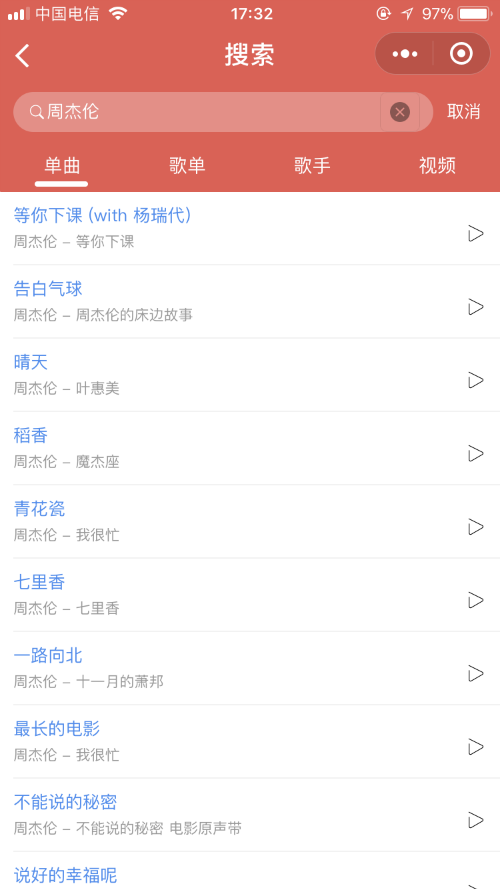 中国电信
17:32
97%
搜索
周杰伦
取消
单曲
歌单
歌手
视频
等你下课 (with 杨瑞代)
周杰伦 – 等你下课
告白气球
周杰伦 – 周杰伦的床边故事
晴天
周杰伦 – 叶惠美
稻香
周杰伦 – 魔杰座
青花瓷
周杰伦 – 我很忙
七里香
周杰伦 – 七里香
一路向北
周杰伦 – 十一月的萧邦
最长的电影
周杰伦 – 我很忙
不能说的秘密
周杰伦 – 不能说的秘密 电影原声带
说好的幸福呢